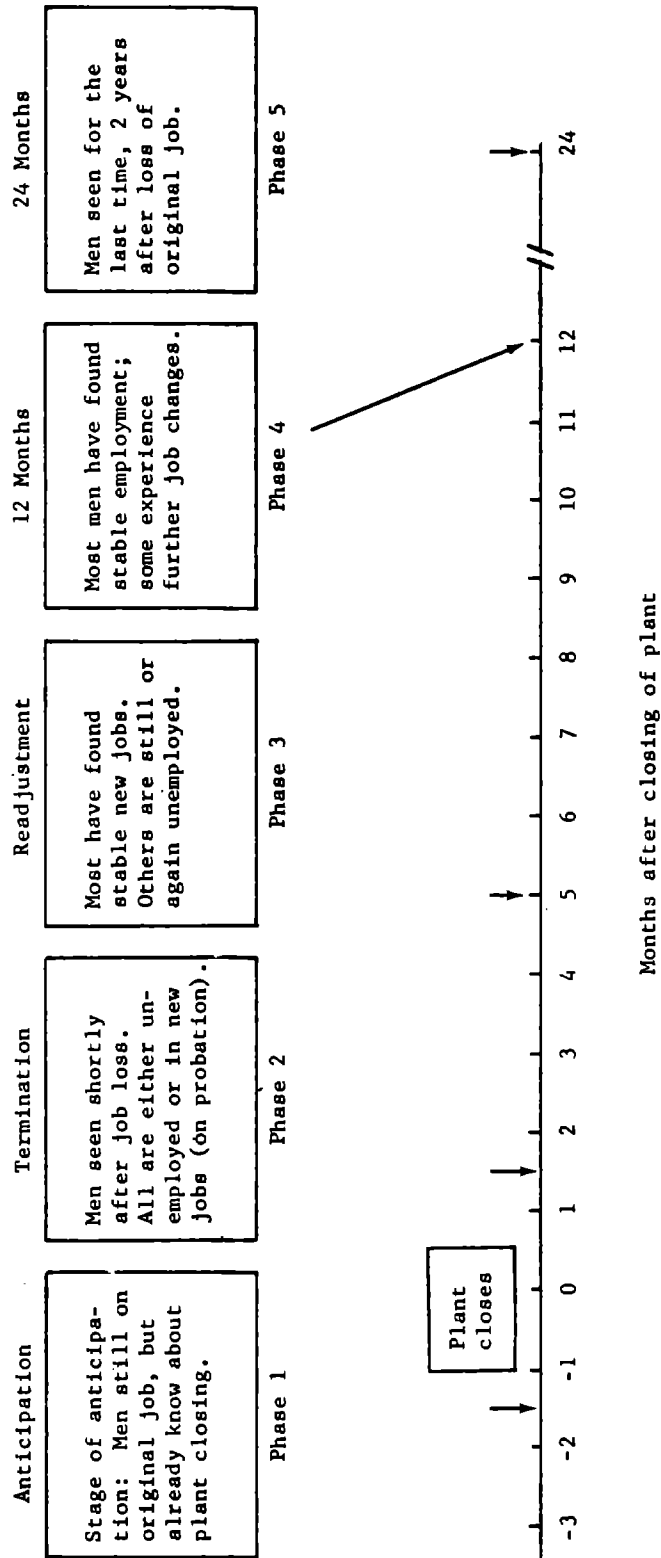 Anticipation
Stage of anticipa-
tion: Men still on
original job, but
already know about
plant closing.
Phase 1
Termination
Men seen shortly
after job loss.
All are either un-
employed or in new
jobs (on probation).
Phase 2
Readjustment
Most have found
stable new jobs.
Others are still or
again unemployed.
Phase 3
12 Months
Most men have found
stable employment;
some experience
further job changes.
Phase 4
24 Months
Men seen for the
last time, 2 years
after loss of
original job.
Phase 5
Plant
closes
-3 -2 -1 0 1 2 3 4 5 6 7 8 9 10 11 12 24
Months after closing of plant